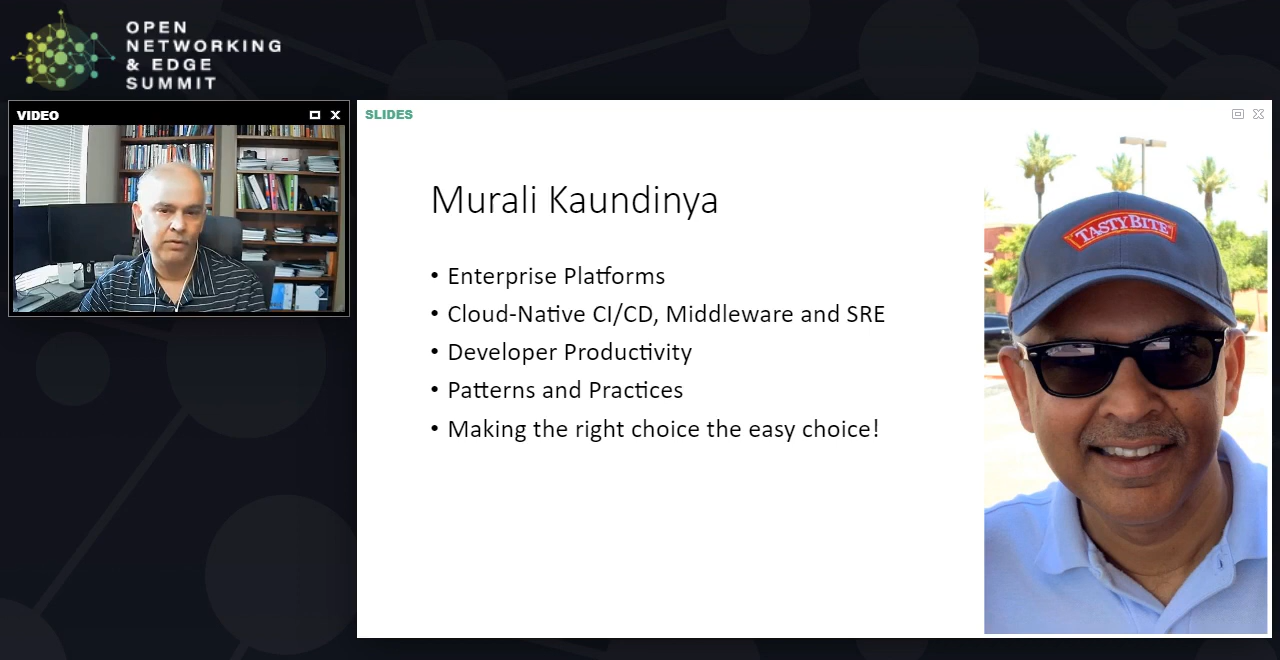 OPEN
NETWORKING
& EDGE
SUMMIT
VIDEO
SLIDES
Murali Kaundinya
• Enterprise Platforms
• Cloud-Native CI/CD, Middleware and SRE
• Developer Productivity
• Patterns and Practices
• Making the right choice the easy choice!
TASTYBITE